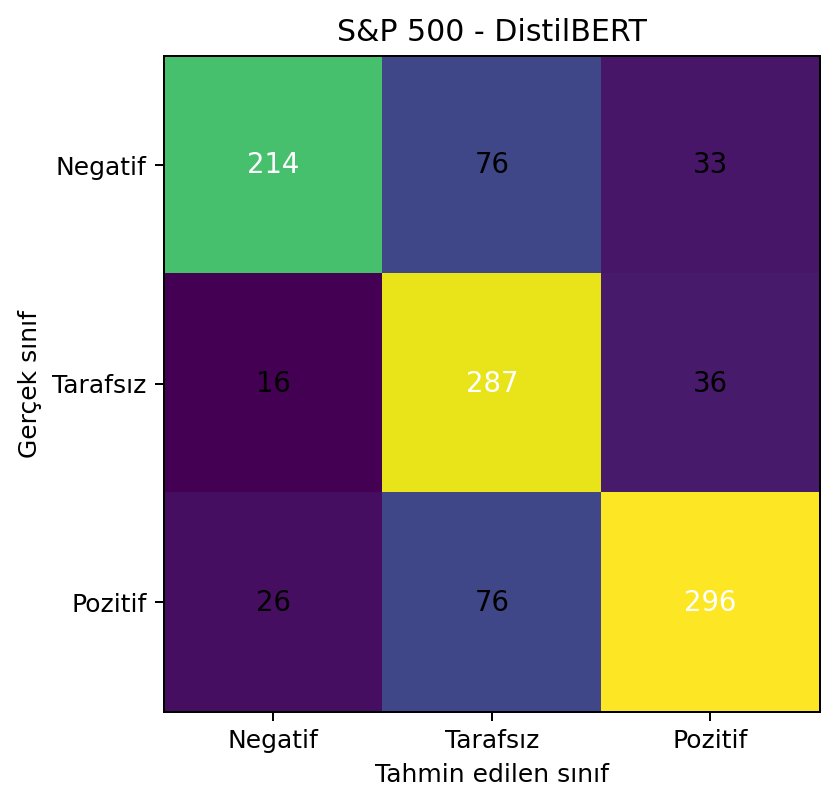 S&P 500 - DistilBERT
Gerçek sınıf
Negatif 214 76 33
Tarafsız 16 287 36
Pozitif 26 76 296
Negatif Tarafsız Pozitif
Tahmin edilen sınıf